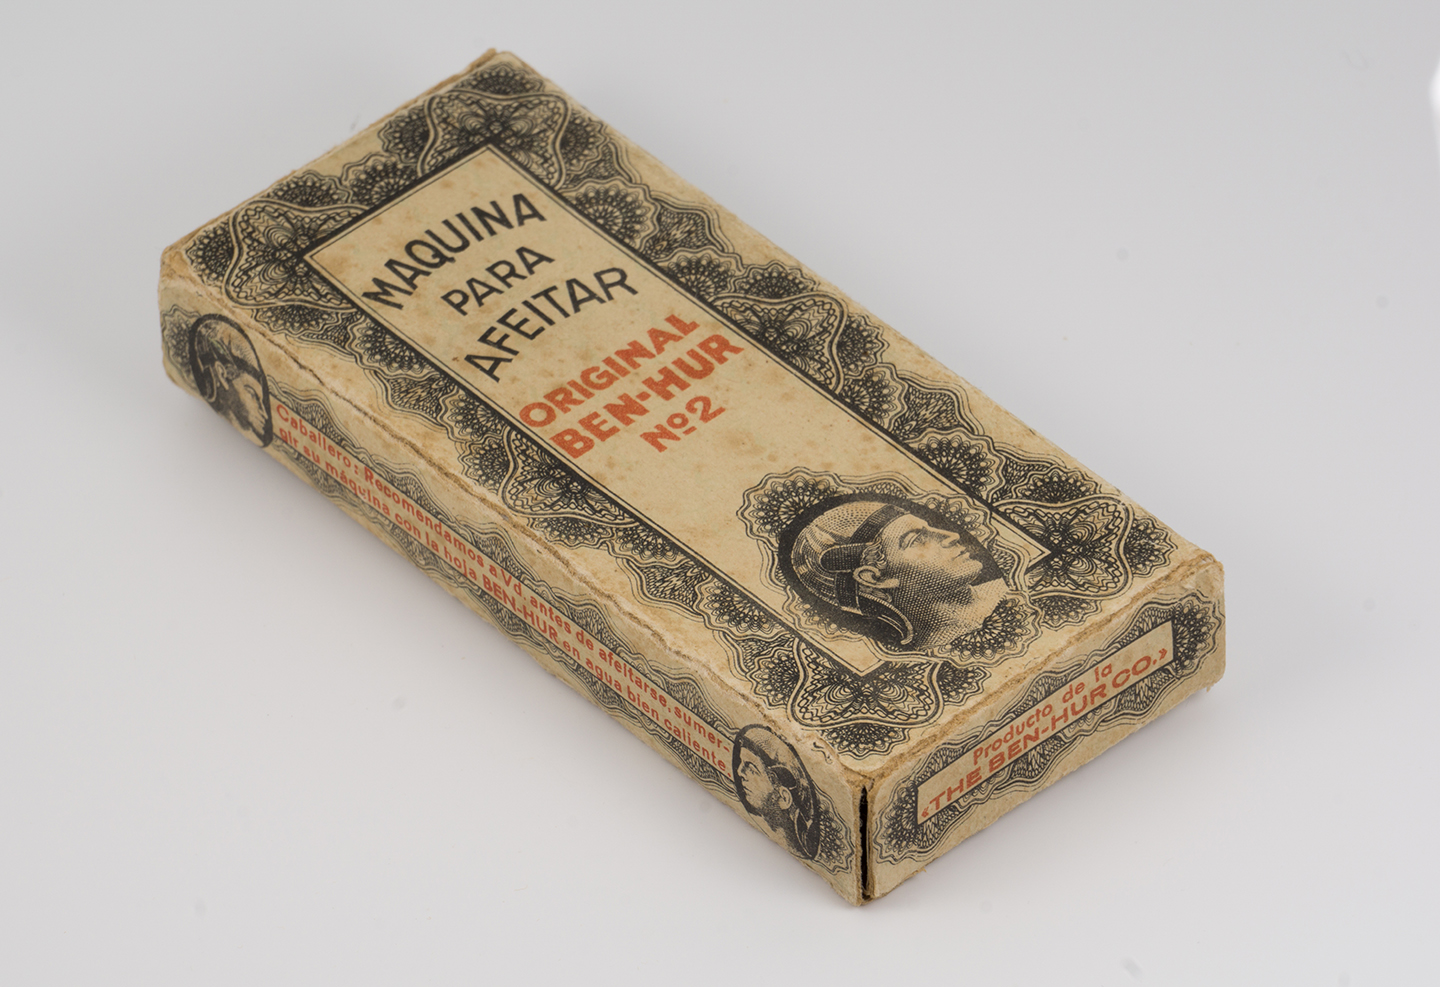 MAQUINA
PARA
AFEITAR
ORIGINAL
BEN-HUR
Nº2
Caballero: Recomendamos a Vd. antes de afeitarse, sumer-
gir su máquina con la hoja BEN-HUR en agua bien caliente
Producto de la
«THE BEN-HUR CO.»